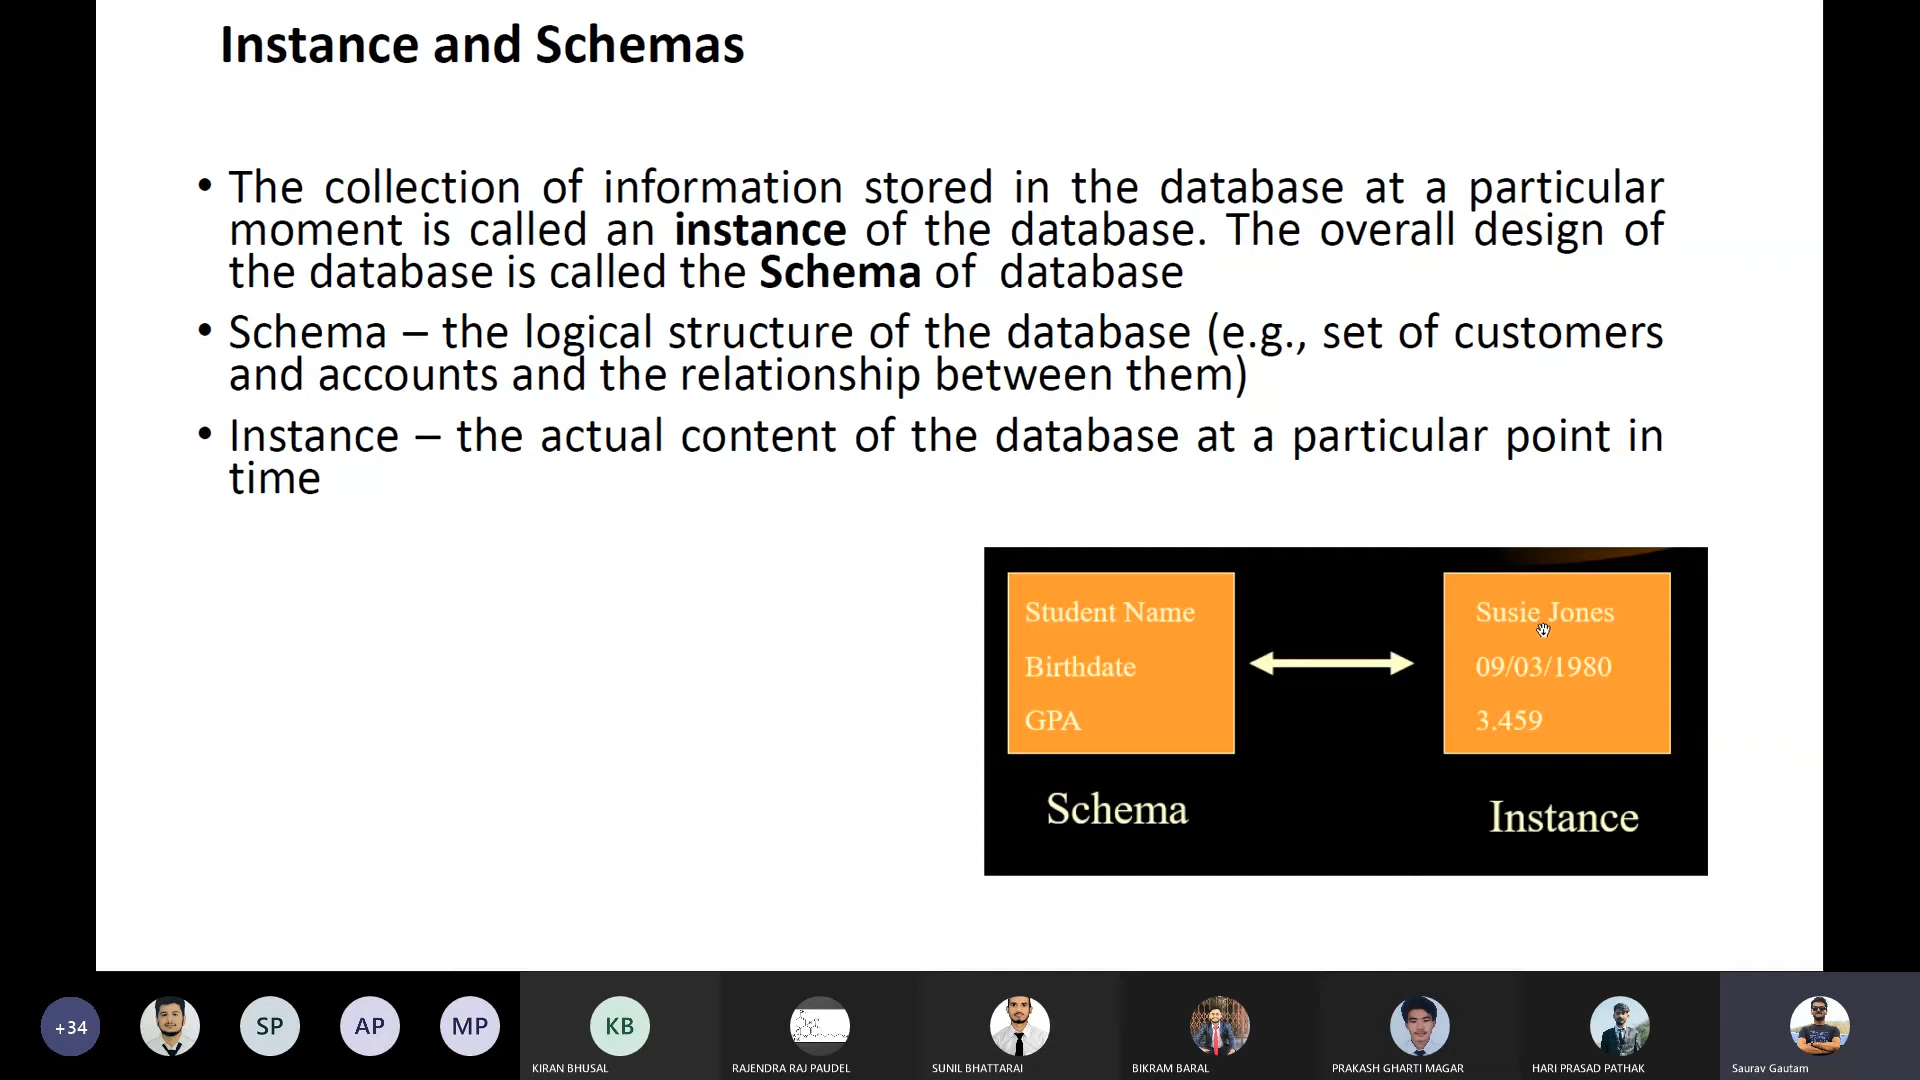 Instance and Schemas
• The collection of information stored in the database at a particular
moment is called an instance of the database. The overall design of
the database is called the Schema of database
• Schema – the logical structure of the database (e.g., set of customers
and accounts and the relationship between them)
• Instance – the actual content of the database at a particular point in
time
Student Name
Birthdate
GPA
Schema
Susie Jones
09/03/1980
3.459
Instance
+34
SP
AP
MP
KB
KIRAN BHUSAL
RAJENDRA RAJ PAUDEL
SUNIL BHATTARAI
BIKRAM BARAL
PRAKASH GHARTI MAGAR
HARI PRASAD PATHAK
Saurav Gautam